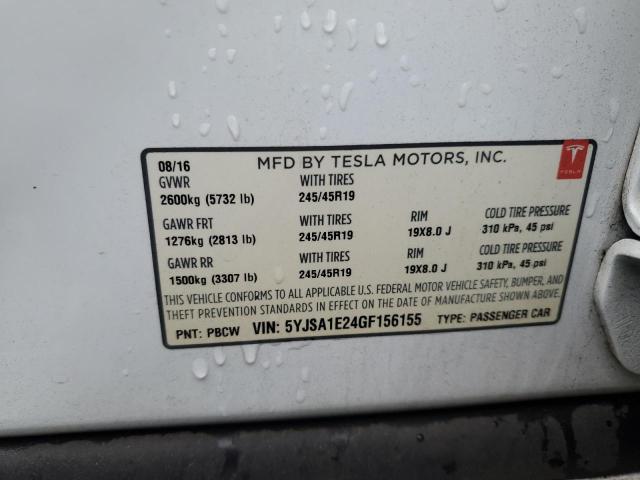 08/16 MFD BY TESLA MOTORS, INC.
TESLA
GVWR WITH TIRES
2600kg (5732 lb) 245/45R19
GAWR FRT WITH TIRES RIM COLD TIRE PRESSURE
1276kg (2813 lb) 245/45R19 19X8.0 J 310 kPa, 45 psi
GAWR RR WITH TIRES RIM COLD TIRE PRESSURE
1500kg (3307 lb) 245/45R19 19X8.0 J 310 kPa, 45 psi
THIS VEHICLE CONFORMS TO ALL APPLICABLE U.S. FEDERAL MOTOR VEHICLE SAFETY, BUMPER, AND
THEFT PREVENTION STANDARDS IN EFFECT ON THE DATE OF MANUFACTURE SHOWN ABOVE.
PNT: PBCW VIN: 5YJSA1E24GF156155 TYPE: PASSENGER CAR